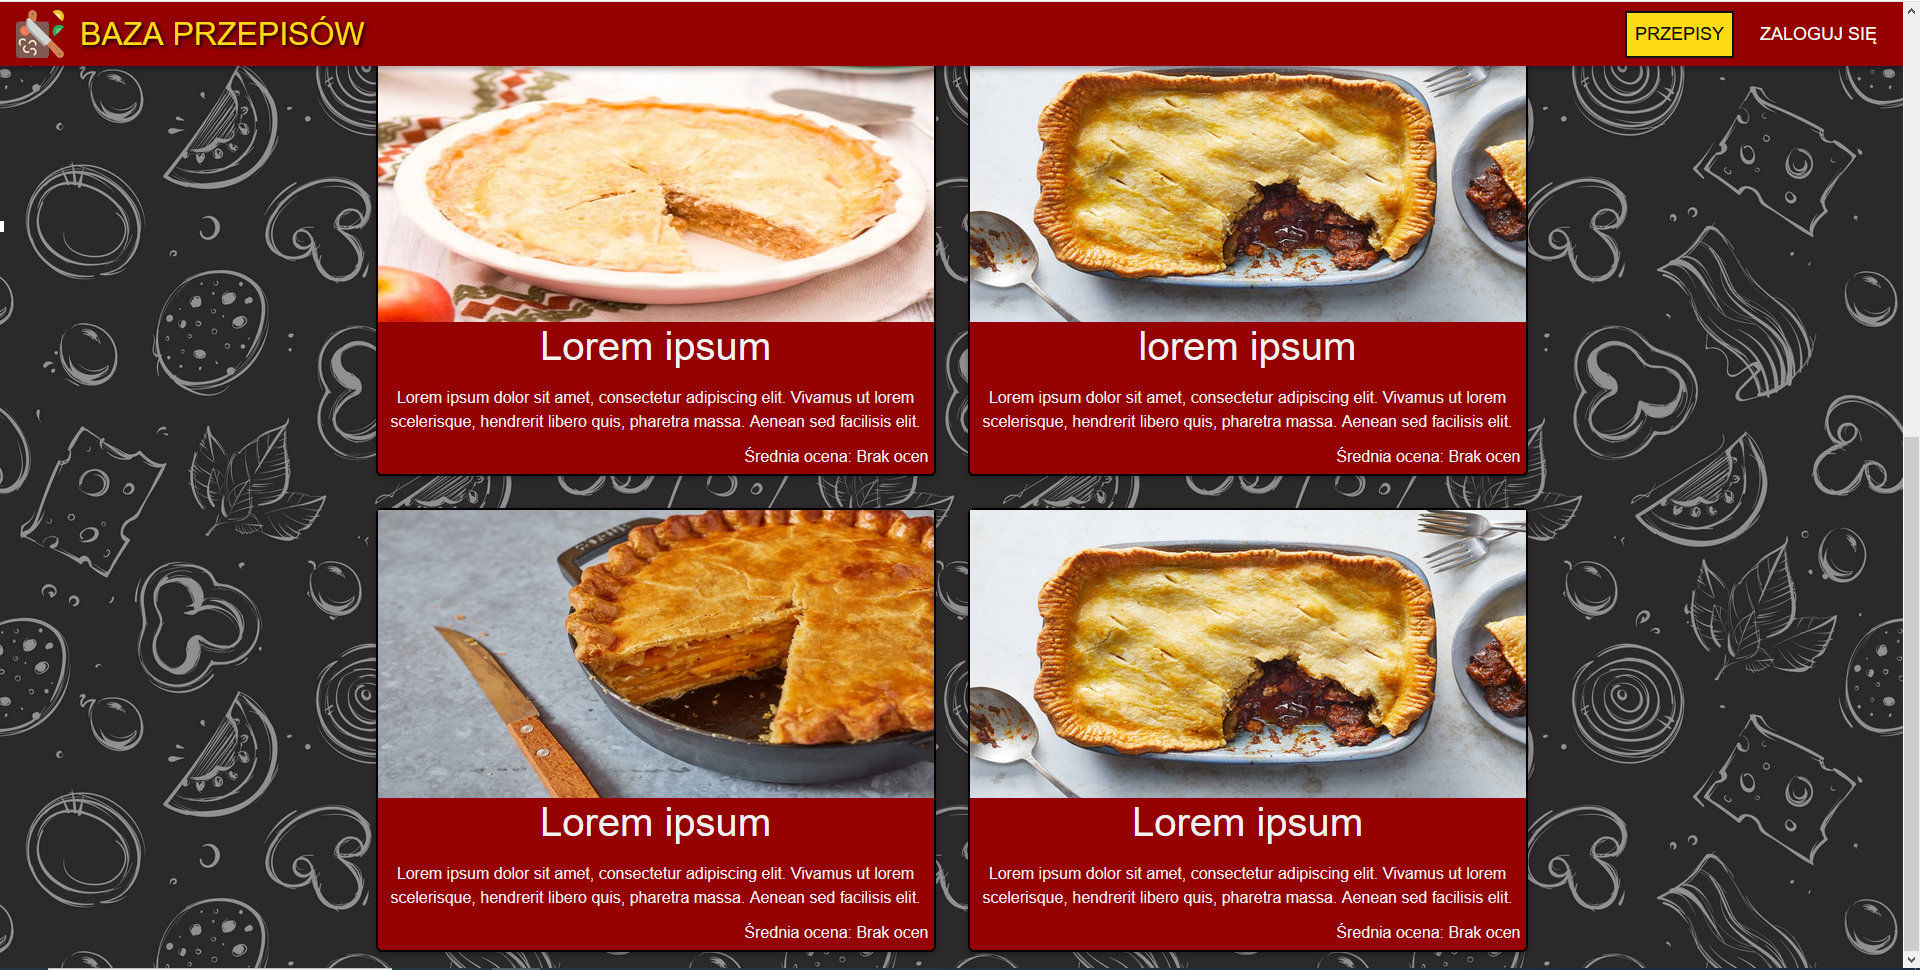 BAZA PRZEPISÓW
PRZEPISY
ZALOGUJ SIĘ
Lorem ipsum
Lorem ipsum dolor sit amet, consectetur adipiscing elit. Vivamus ut lorem
scelerisque, hendrerit libero quis, pharetra massa. Aenean sed facilisis elit.
Średnia ocena: Brak ocen
lorem ipsum
Lorem ipsum dolor sit amet, consectetur adipiscing elit. Vivamus ut lorem
scelerisque, hendrerit libero quis, pharetra massa. Aenean sed facilisis elit.
Średnia ocena: Brak ocen
Lorem ipsum
Lorem ipsum dolor sit amet, consectetur adipiscing elit. Vivamus ut lorem
scelerisque, hendrerit libero quis, pharetra massa. Aenean sed facilisis elit.
Średnia ocena: Brak ocen
Lorem ipsum
Lorem ipsum dolor sit amet, consectetur adipiscing elit. Vivamus ut lorem
scelerisque, hendrerit libero quis, pharetra massa. Aenean sed facilisis elit.
Średnia ocena: Brak ocen